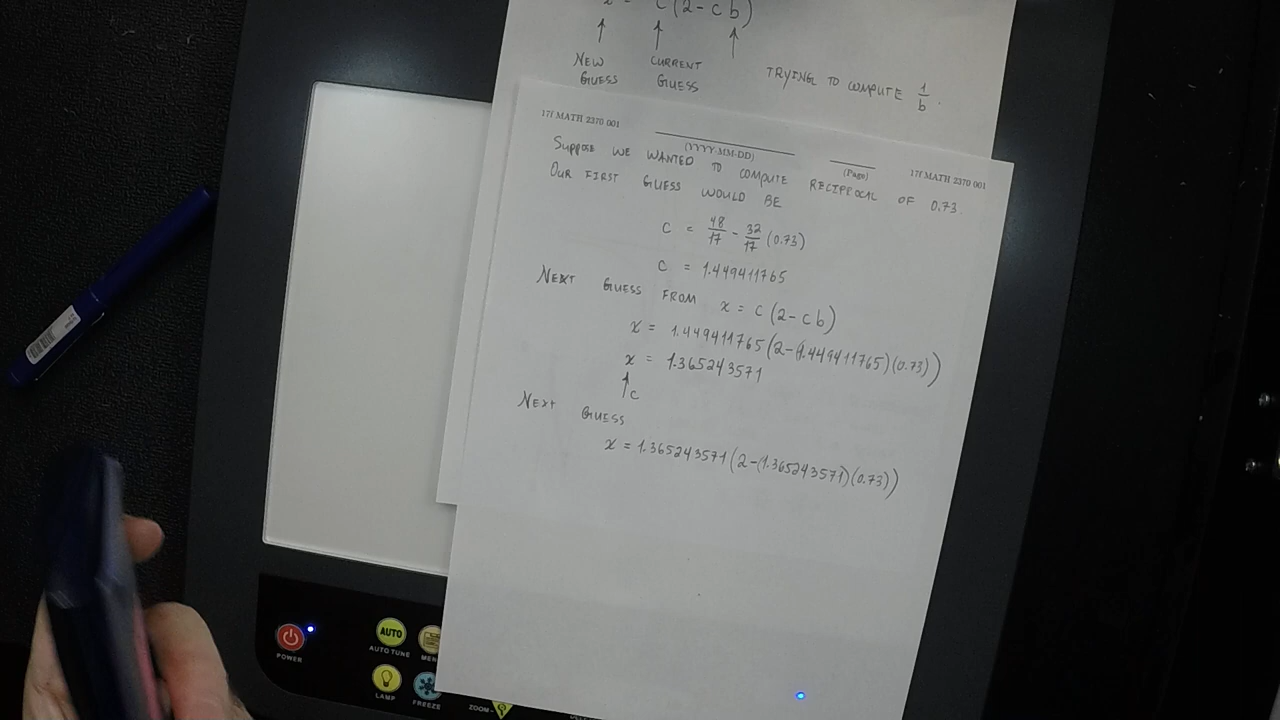 x = c (2 - c b)
↑ ↑ ↑
NEW CURRENT
GUESS GUESS
TRYING TO COMPUTE 1/b.
17f MATH 2370 001
(YYYY-MM-DD)
(Page)
17f MATH 2370 001
SUPPOSE WE WANTED TO COMPUTE RECIPROCAL OF 0.73.
OUR FIRST GUESS WOULD BE
c = 48/17 - 32/17 (0.73)
c = 1.449411765
NEXT GUESS FROM x = c (2 - c b)
x = 1.449411765 (2-(1.449411765)(0.73))
x = 1.365243571
↑ c
NEXT GUESS
x = 1.365243571 (2-(1.365243571)(0.73))
POWER
AUTO
AUTO TUNE
MEN
LAMP
FREEZE
ZOOM -